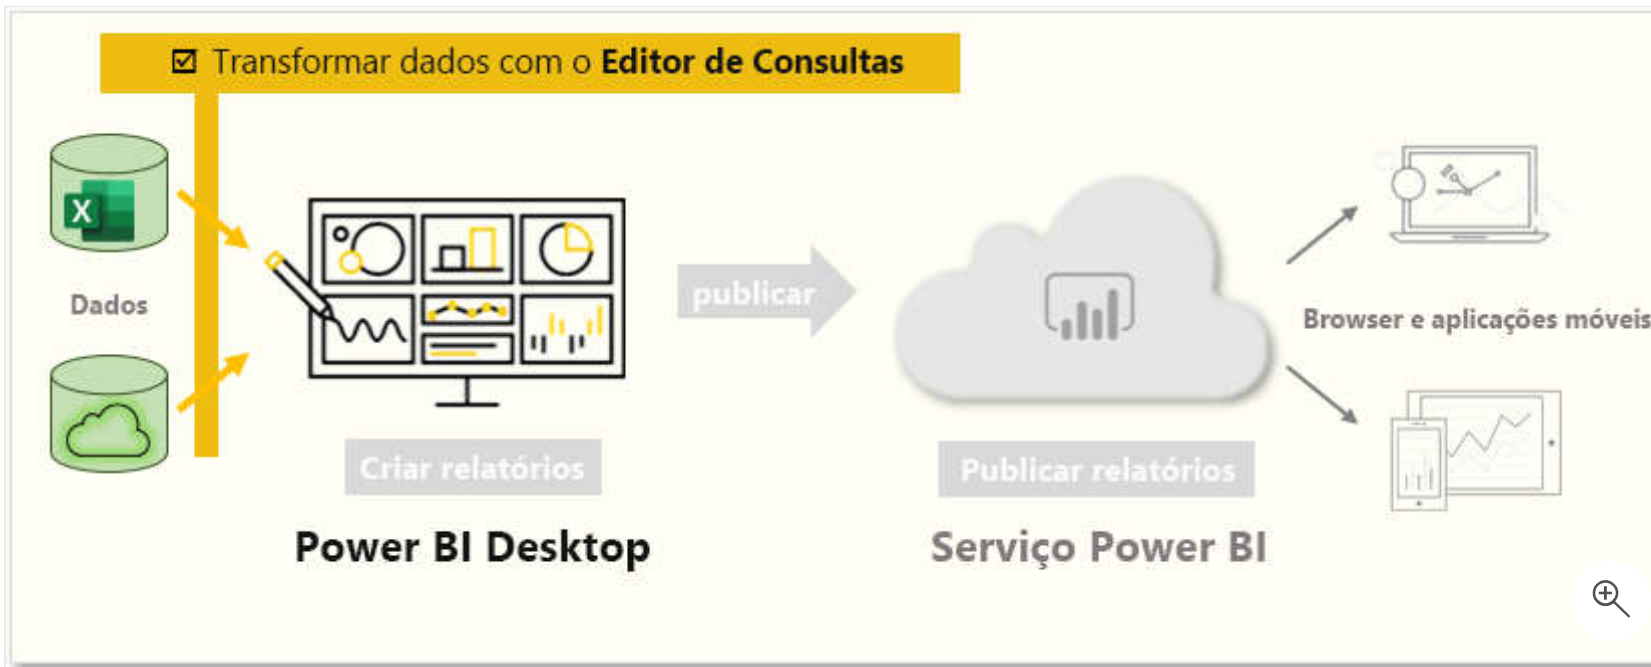 Transformar dados com o Editor de Consultas
X
Dados
publicar
Browser e aplicações móveis
Criar relatórios
Publicar relatórios
Power BI Desktop
Serviço Power BI